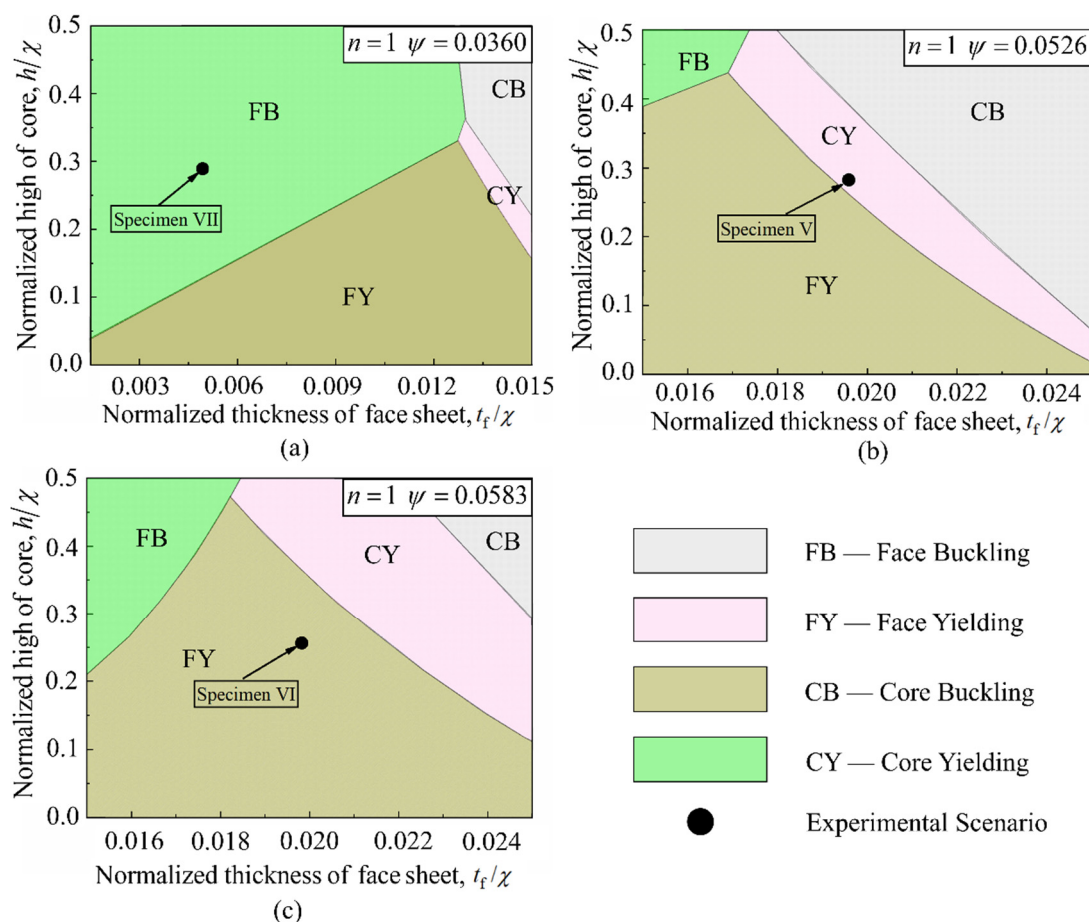 (a)
Normalized high of core, h/χ
0.5
0.4
0.3
0.2
0.1
0.0
n = 1 ψ = 0.0360
CB
FB
CY
Specimen VII
FY
0.003 0.006 0.009 0.012 0.015
Normalized thickness of face sheet, t_f/χ
(a)
(b)
Normalized high of core, h/χ
0.5
0.4
0.3
0.2
0.1
0.0
n = 1 ψ = 0.0526
FB
CB
CY
Specimen V
FY
0.016 0.018 0.020 0.022 0.024
Normalized thickness of face sheet, t_f/χ
(b)
(c)
Normalized high of core, h/χ
0.5
0.4
0.3
0.2
0.1
0.0
n = 1 ψ = 0.0583
FB
CY
CB
FY
Specimen VI
0.016 0.018 0.020 0.022 0.024
Normalized thickness of face sheet, t_f/χ
(c)
FB — Face Buckling
FY — Face Yielding
CB — Core Buckling
CY — Core Yielding
Experimental Scenario